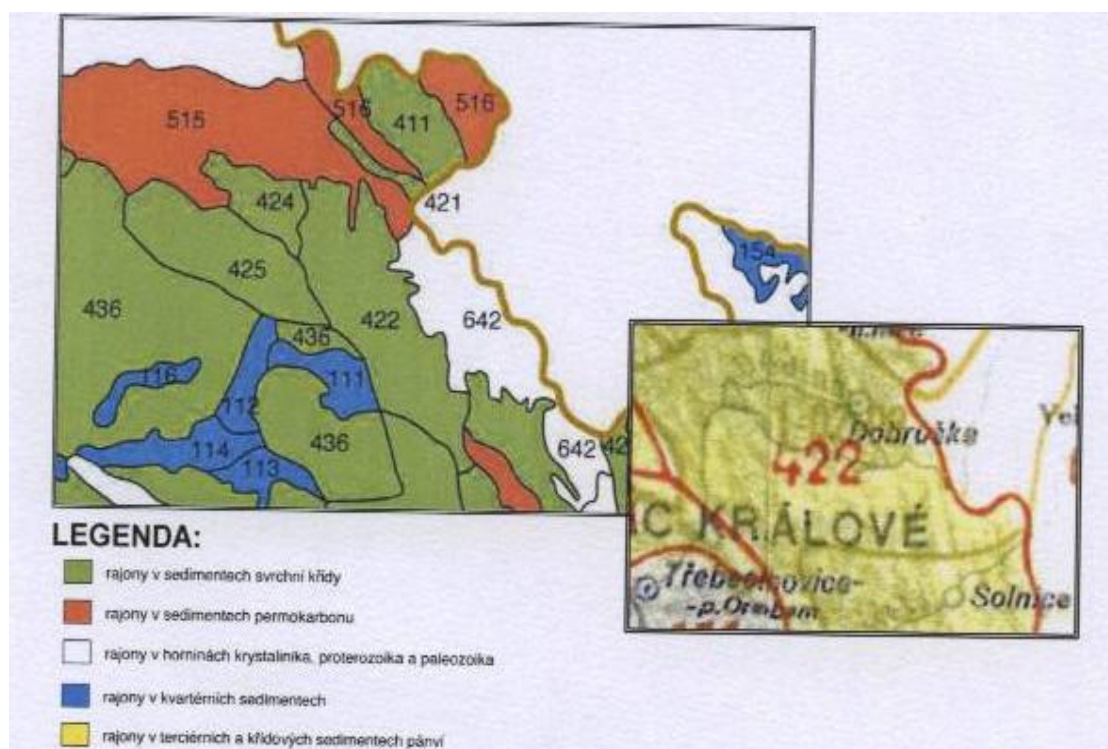 515
516
411
516
424
421
154
425
436
422
642
436
116
111
112
114
436
113
642
42
Dobruška
422
KRÁLOVÉ
Solnice
LEGENDA:
rajony v sedimentech svrchní křídy
rajony v sedimentech permokarbonu
rajony v horninách krystalinika, proterozoika a paleozoika
rajony v kvartérních sedimentech
rajony v terciérních a křídových sedimentech pánví